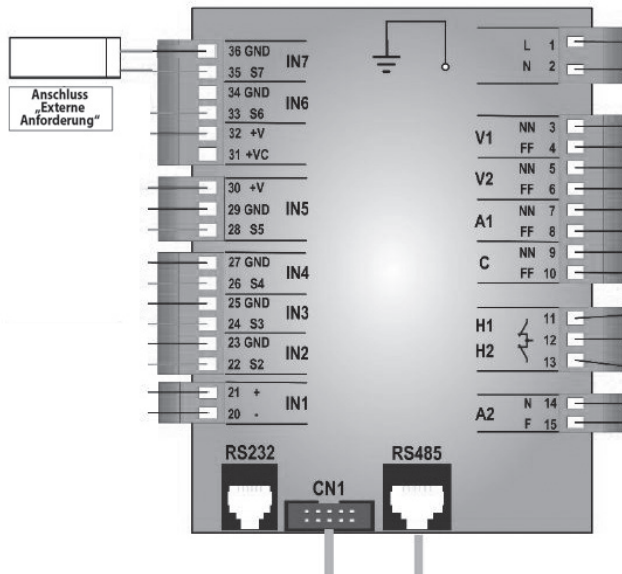 Anschluss
„Externe
Anforderung“
36 GND
35 S7
IN7
34 GND
33 S6
IN6
32 +V
31 +VC
30 +V
29 GND
28 S5
IN5
27 GND
26 S4
IN4
25 GND
24 S3
IN3
23 GND
22 S2
IN2
21 +
20 -
IN1
L 1
N 2
V1
NN 3
FF 4
V2
NN 5
FF 6
A1
NN 7
FF 8
C
NN 9
FF 10
H1
H2
11
12
13
A2
N 14
F 15
RS232
CN1
RS485